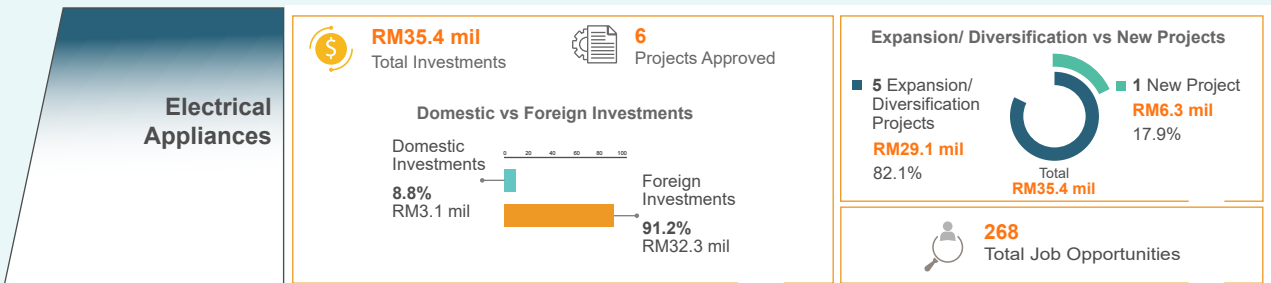 Electrical
Appliances
RM35.4 mil
Total Investments
6
Projects Approved
Domestic vs Foreign Investments
Domestic
Investments
8.8%
RM3.1 mil
0 20 40 60 80 100
Foreign
Investments
91.2%
RM32.3 mil
Expansion/ Diversification vs New Projects
5 Expansion/
Diversification
Projects
RM29.1 mil
82.1%
1 New Project
RM6.3 mil
17.9%
Total
RM35.4 mil
268
Total Job Opportunities